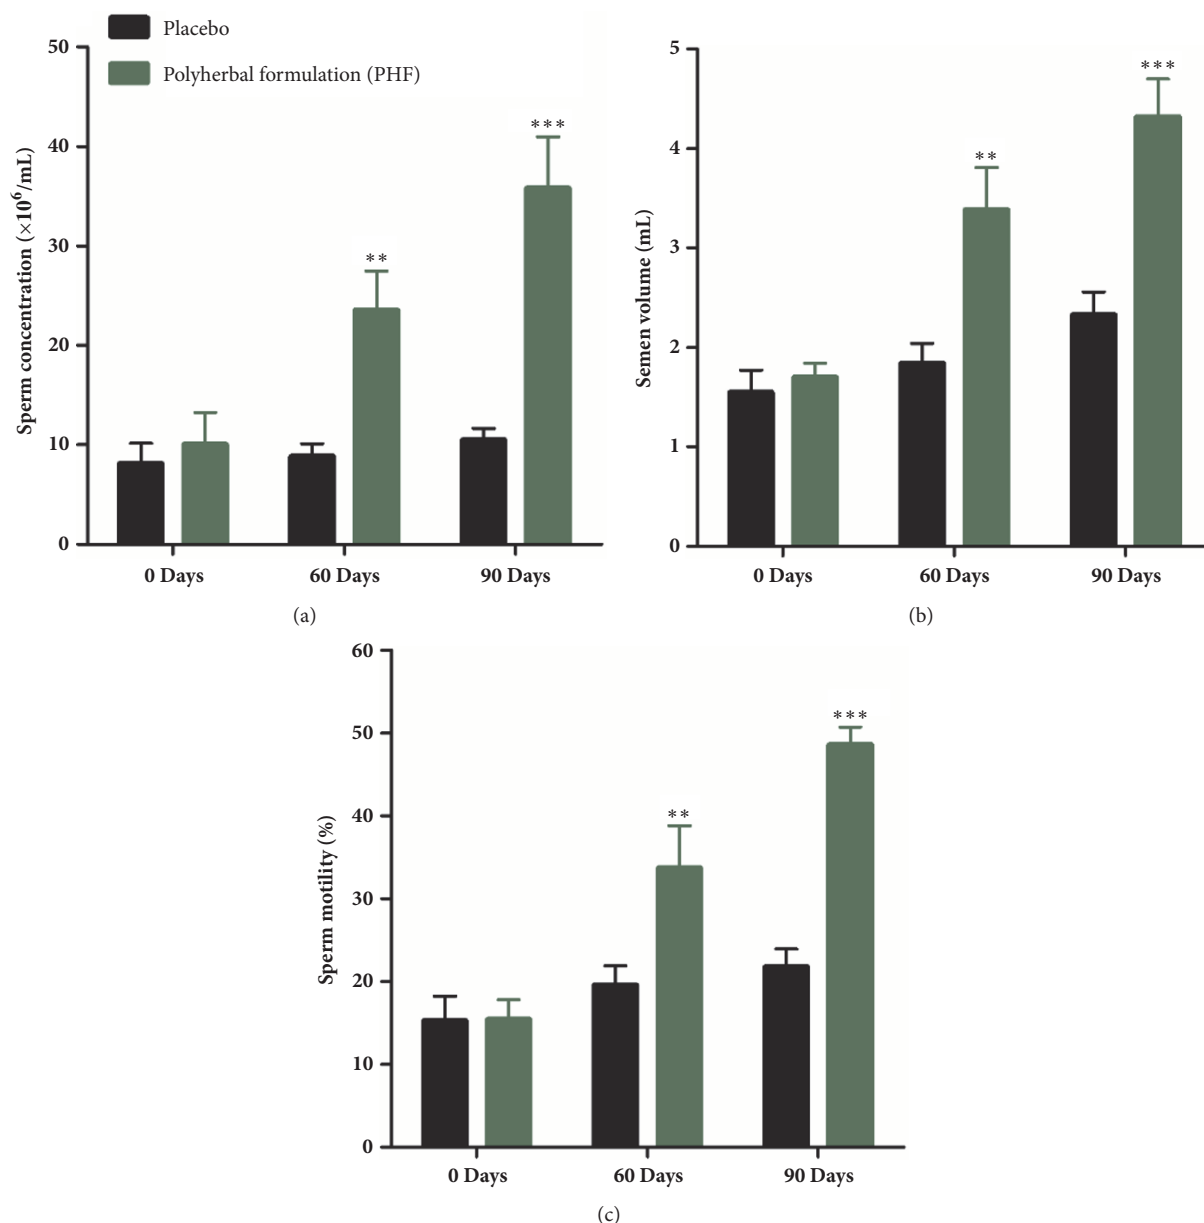 Placebo
Polyherbal formulation (PHF)
50
40
30
20
10
0
Sperm concentration (×10⁶/mL)
**
***
0 Days
60 Days
90 Days
(a)
5
4
3
2
1
0
Semen volume (mL)
**
***
0 Days
60 Days
90 Days
(b)
60
50
40
30
20
10
0
Sperm motility (%)
**
***
0 Days
60 Days
90 Days
(c)